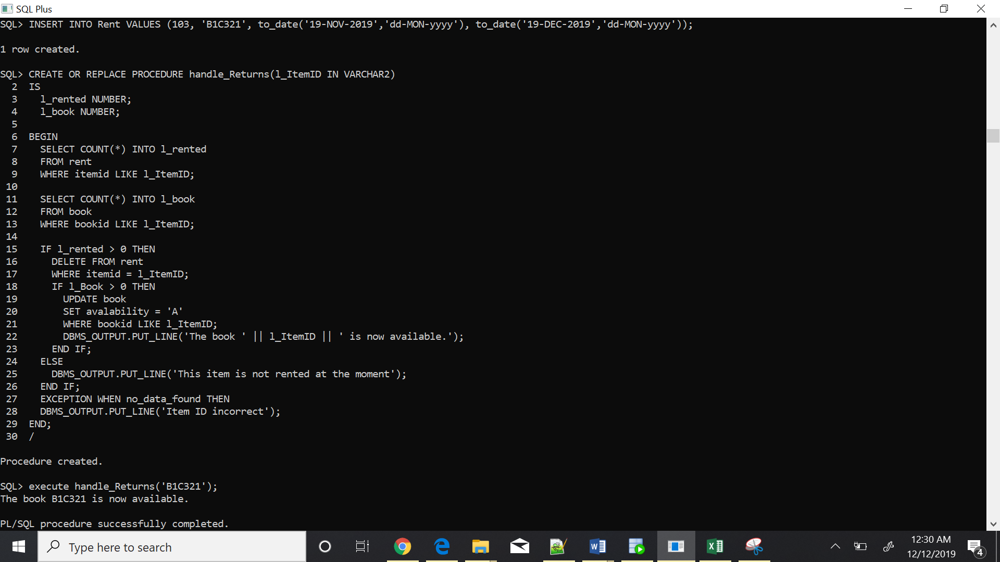 SQL Plus
SQL> INSERT INTO Rent VALUES (103, 'B1C321', to_date('19-NOV-2019','dd-MON-yyyy'), to_date('19-DEC-2019','dd-MON-yyyy'));
1 row created.
SQL> CREATE OR REPLACE PROCEDURE handle_Returns(l_ItemID IN VARCHAR2)
2 IS
3 l_rented NUMBER;
4 l_book NUMBER;
5
6 BEGIN
7 SELECT COUNT(*) INTO l_rented
8 FROM rent
9 WHERE itemid LIKE l_ItemID;
10
11 SELECT COUNT(*) INTO l_book
12 FROM book
13 WHERE bookid LIKE l_ItemID;
14
15 IF l_rented > 0 THEN
16 DELETE FROM rent
17 WHERE itemid = l_ItemID;
18 IF l_Book > 0 THEN
19 UPDATE book
20 SET avalability = 'A'
21 WHERE bookid LIKE l_ItemID;
22 DBMS_OUTPUT.PUT_LINE('The book ' || l_ItemID || ' is now available.');
23 END IF;
24 ELSE
25 DBMS_OUTPUT.PUT_LINE('This item is not rented at the moment');
26 END IF;
27 EXCEPTION WHEN no_data_found THEN
28 DBMS_OUTPUT.PUT_LINE('Item ID incorrect');
29 END;
30 /
Procedure created.
SQL> execute handle_Returns('B1C321');
The book B1C321 is now available.
PL/SQL procedure successfully completed.
Type here to search
12:30 AM
12/12/2019
4